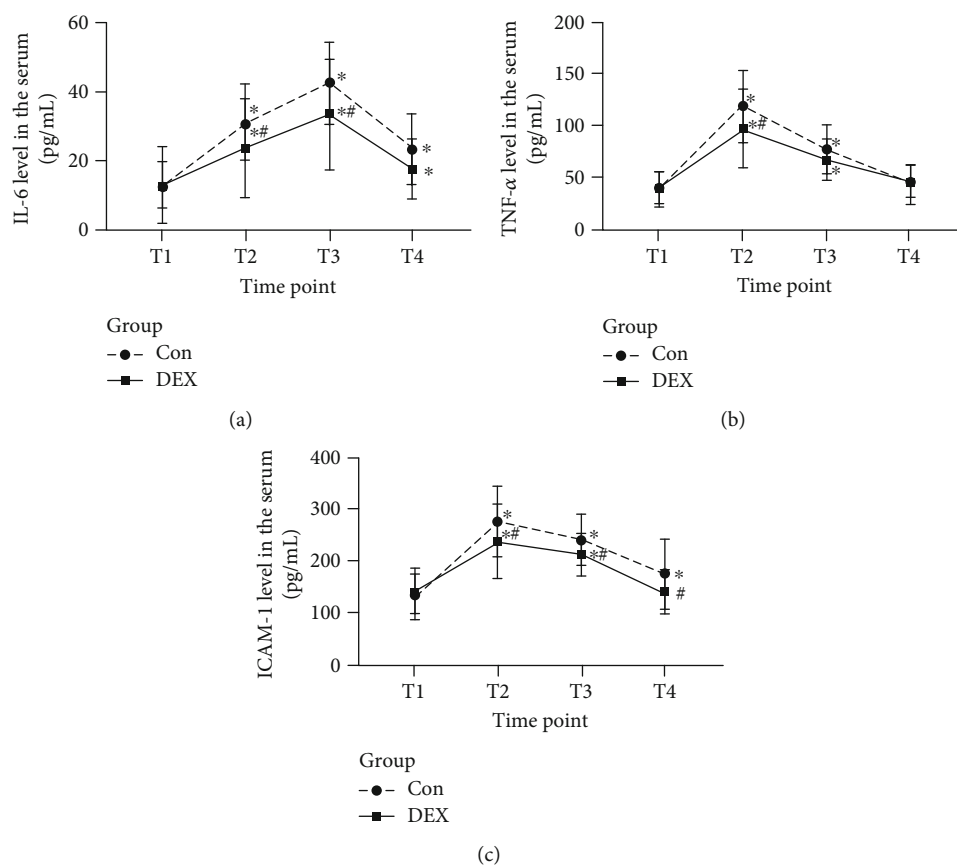 IL-6 level in the serum
(pg/mL)
60
40
20
0
*
*#
*
*#
*
*
T1 T2 T3 T4
Time point
Group
Con
DEX
(a)
TNF-α level in the serum
(pg/mL)
200
150
100
50
0
*
*#
*
*
T1 T2 T3 T4
Time point
Group
Con
DEX
(b)
ICAM-1 level in the serum
(pg/mL)
400
300
200
100
0
*
*#
*
*#
*
#
T1 T2 T3 T4
Time point
Group
Con
DEX
(c)